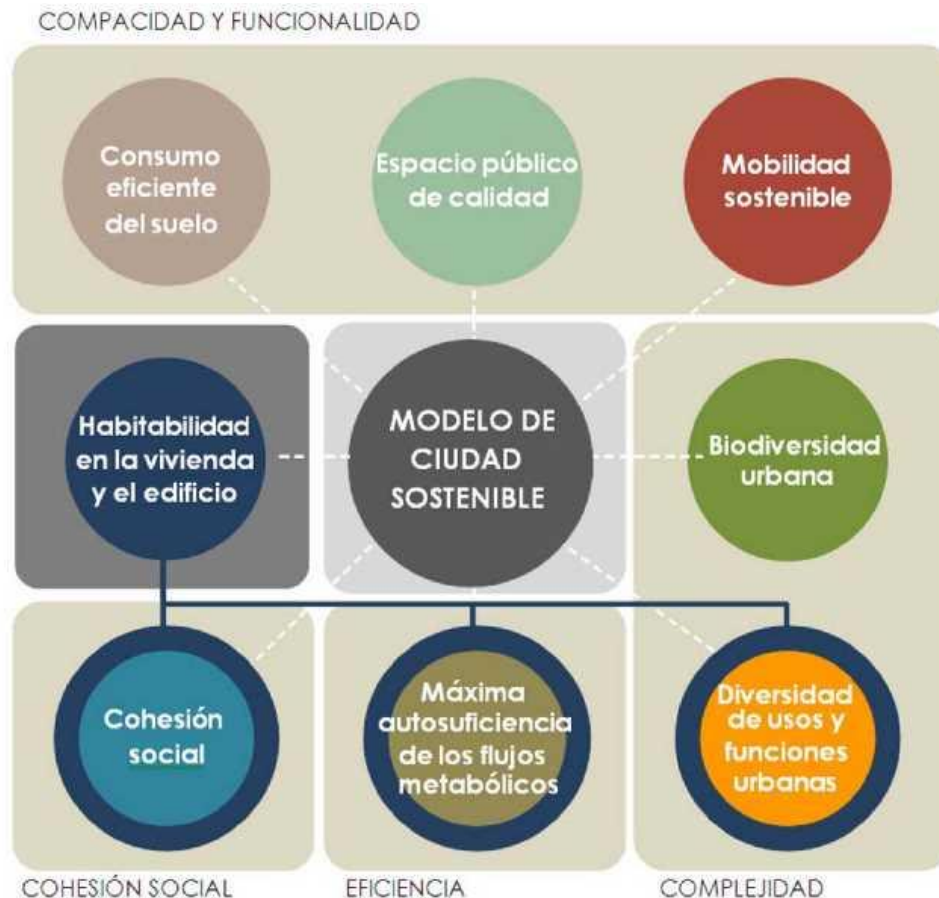 COMPACIDAD Y FUNCIONALIDAD
Consumo
eficiente
del suelo
Espacio público
de calidad
Mobilidad
sostenible
Habitabilidad
en la vivienda
y el edificio
MODELO DE
CIUDAD
SOSTENIBLE
Biodiversidad
urbana
Cohesión
social
Máxima
autosuficiencia
de los flujos
metabólicos
Diversidad
de usos y
funciones
urbanas
COHESIÓN SOCIAL
EFICIENCIA
COMPLEJIDAD